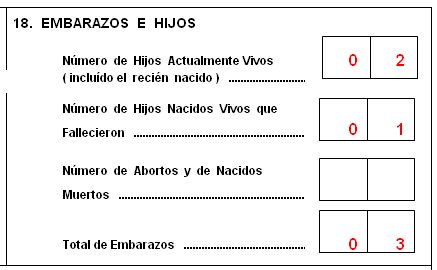 18. EMBARAZOS E HIJOS
Número de Hijos Actualmente Vivos
( incluído el recién nacido ) .................... 0 2
Número de Hijos Nacidos Vivos que
Fallecieron ............................................. 0 1
Número de Abortos y de Nacidos
Muertos .................................................
Total de Embarazos ................................ 0 3